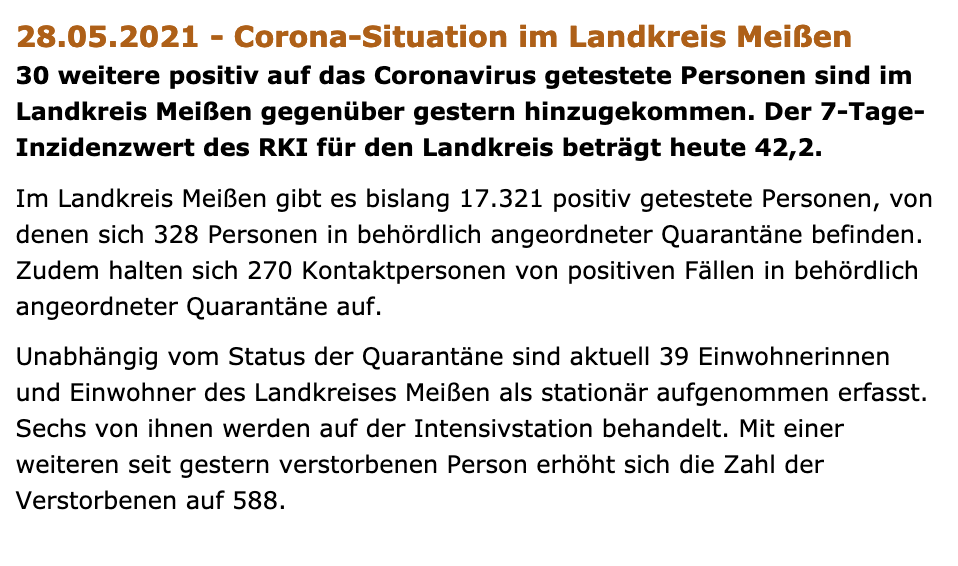 28.05.2021 - Corona-Situation im Landkreis Meißen
30 weitere positiv auf das Coronavirus getestete Personen sind im
Landkreis Meißen gegenüber gestern hinzugekommen. Der 7-Tage-
Inzidenzwert des RKI für den Landkreis beträgt heute 42,2.
Im Landkreis Meißen gibt es bislang 17.321 positiv getestete Personen, von
denen sich 328 Personen in behördlich angeordneter Quarantäne befinden.
Zudem halten sich 270 Kontaktpersonen von positiven Fällen in behördlich
angeordneter Quarantäne auf.
Unabhängig vom Status der Quarantäne sind aktuell 39 Einwohnerinnen
und Einwohner des Landkreises Meißen als stationär aufgenommen erfasst.
Sechs von ihnen werden auf der Intensivstation behandelt. Mit einer
weiteren seit gestern verstorbenen Person erhöht sich die Zahl der
Verstorbenen auf 588.